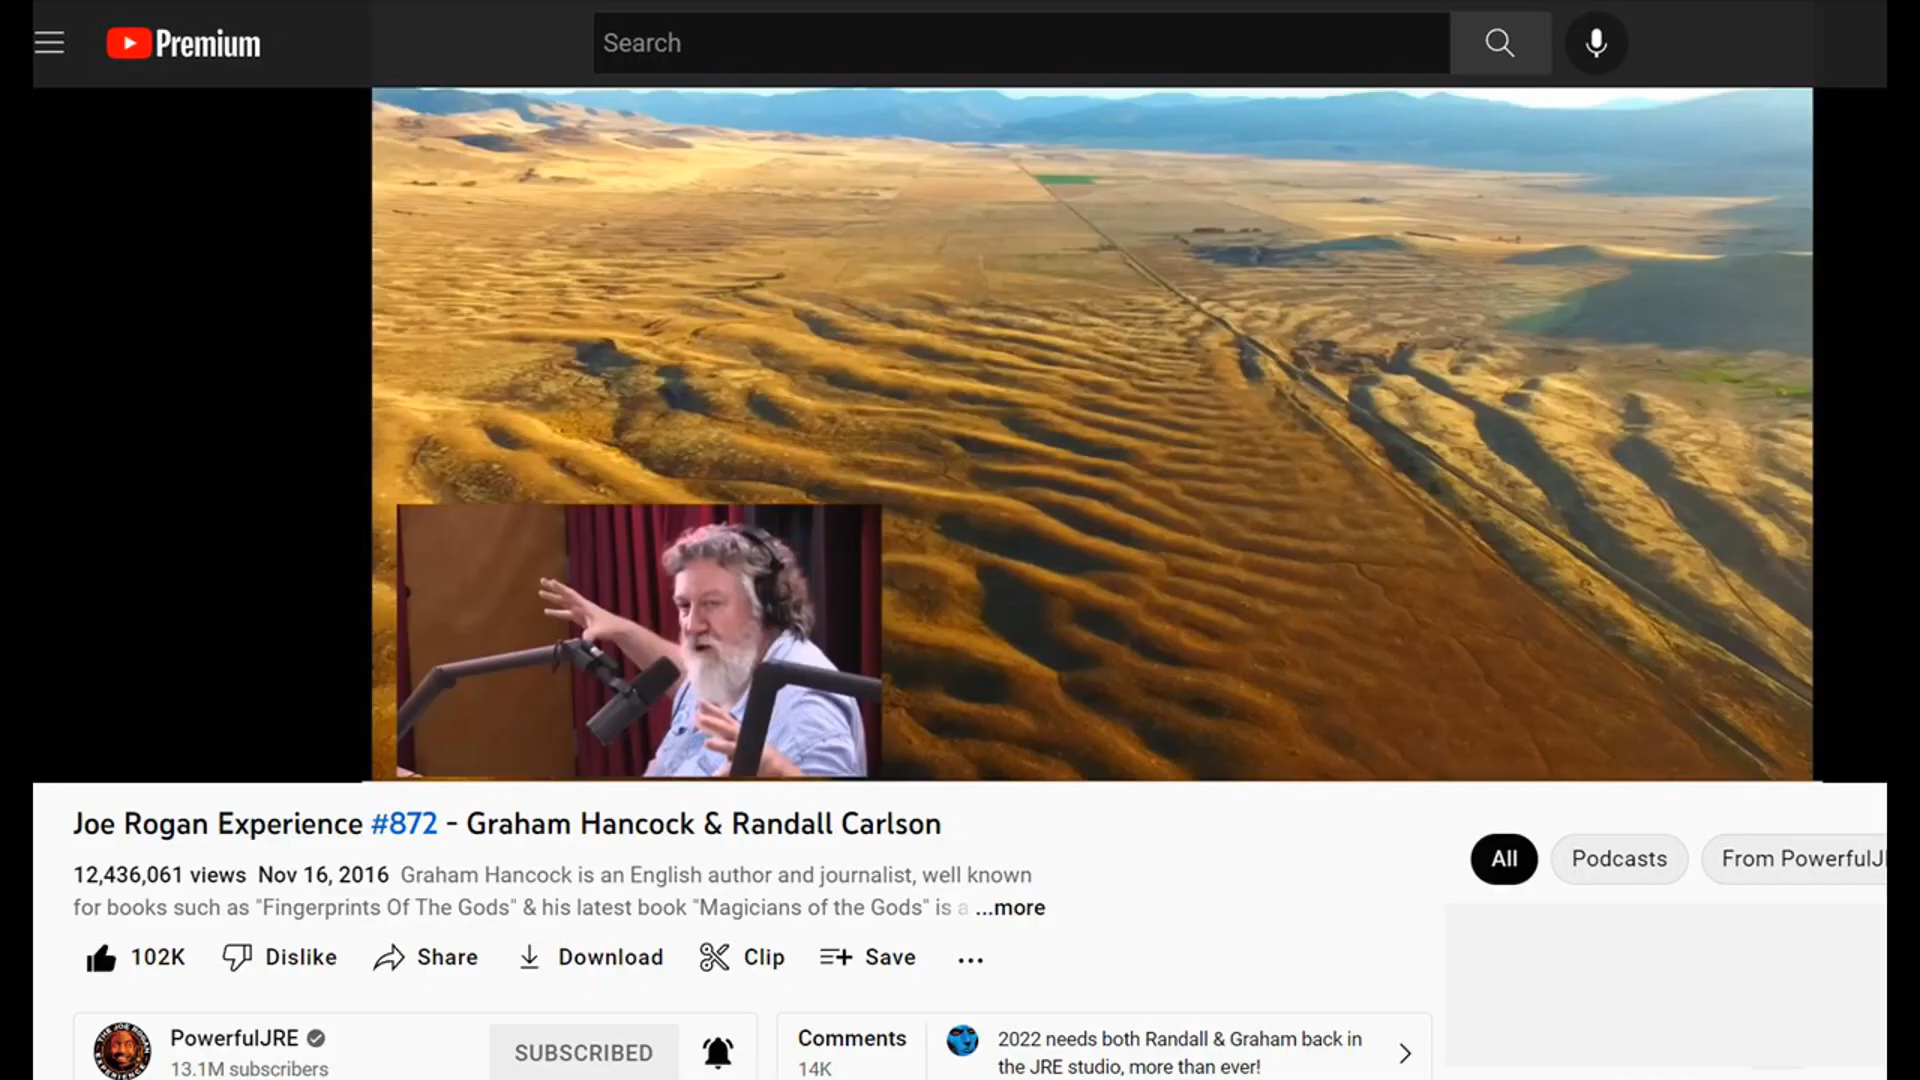 Premium
Search
Joe Rogan Experience #872 - Graham Hancock & Randall Carlson
12,436,061 views Nov 16, 2016 Graham Hancock is an English author and journalist, well known
for books such as "Fingerprints Of The Gods" & his latest book "Magicians of the Gods" is a ...more
102K Dislike Share Download Clip Save ...
All Podcasts From PowerfulJ
PowerfulJRE
13.1M subscribers
SUBSCRIBED
Comments
14K
2022 needs both Randall & Graham back in
the JRE studio, more than ever!